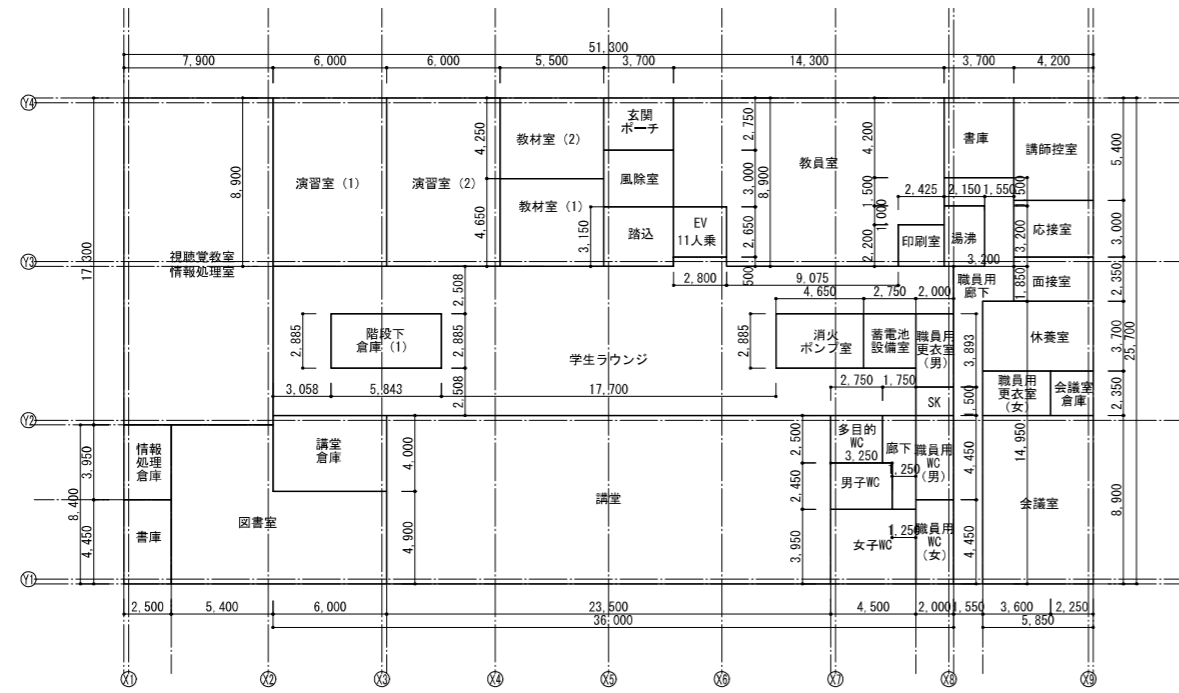 51,300
7,900 6,000 6,000 5,500 3,700 14,300 3,700 4,200
Y4
教材室（2）
玄関
ポーチ
教員室
書庫
講師控室
4,250
2,750
4,200
5,400
8,900
演習室（1）
演習室（2）
風除室
3,000
8,900
1,500
2,425 2,150 1,550
500
教材室（1）
4,650
3,150
踏込
EV
11人乗
2,650
1,000
2,200
印刷室
湯沸
3,200
応接室
3,000
17,300
視聴覚教室
情報処理室
Y3
3,200
職員用
廊下
1,850
面接室
2,350
500
2,800 9,075
4,650 2,750 2,000
2,508
2,885
階段下
倉庫（1）
2,885
学生ラウンジ
2,885
消火
ポンプ室
蓄電池
設備室
職員用
更衣室
（男）
3,893
休養室
3,700
25,700
3,058 5,843 17,700
2,508
2,750 1,750
SK
1,500
職員用
更衣室
（女）
会議室
倉庫
2,350
Y2
情報
処理
倉庫
3,950
講堂
倉庫
4,000
2,500
多目的
WC
3,250
廊下
職員用
WC
（男）
4,450
14,950
8,400
図書室
講堂
2,450
男子WC
1,250
会議室
8,900
書庫
4,450
4,900
3,950
女子WC
1,250
職員用
WC
（女）
4,450
Y1
2,500 5,400 6,000 23,500 4,500 2,000 1,550 3,600 2,250
36,000 5,850
X1 X2 X3 X4 X5 X6 X7 X8 X9